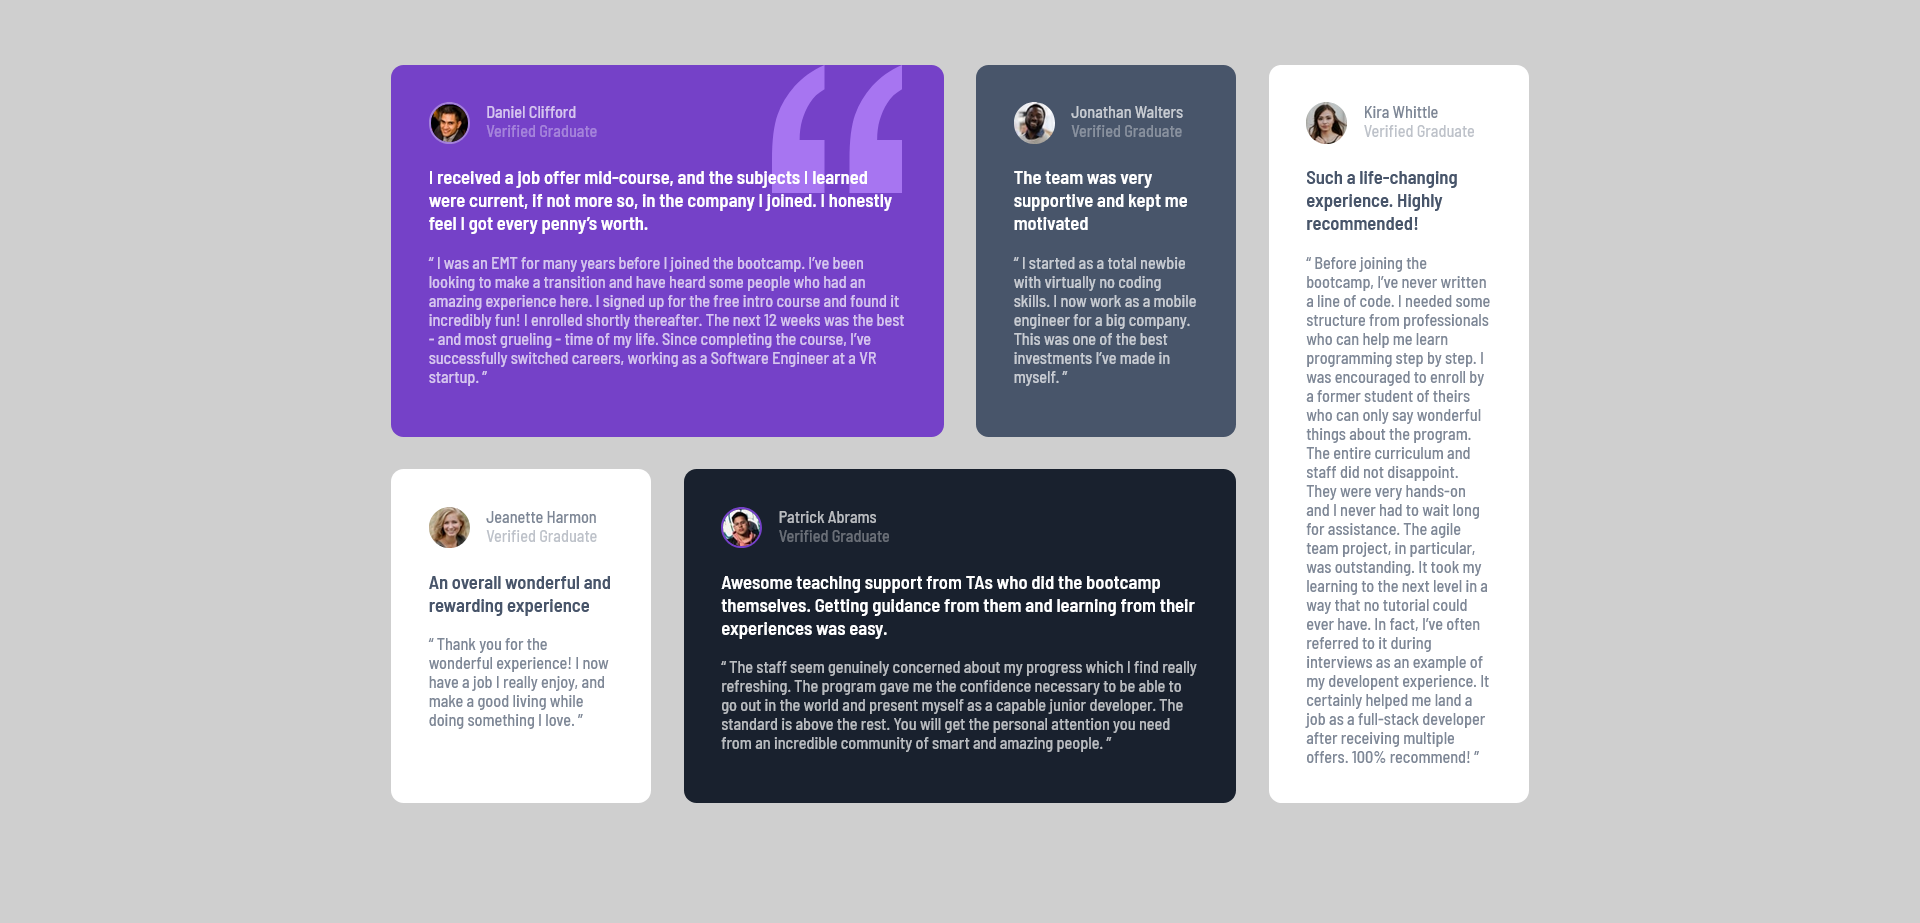 Daniel Clifford
Verified Graduate
I received a job offer mid-course, and the subjects I learned
were current, if not more so, in the company I joined. I honestly
feel I got every penny’s worth.
“ I was an EMT for many years before I joined the bootcamp. I’ve been
looking to make a transition and have heard some people who had an
amazing experience here. I signed up for the free intro course and found it
incredibly fun! I enrolled shortly thereafter. The next 12 weeks was the best
- and most grueling - time of my life. Since completing the course, I’ve
successfully switched careers, working as a Software Engineer at a VR
startup. ”
Jonathan Walters
Verified Graduate
The team was very
supportive and kept me
motivated
“ I started as a total newbie
with virtually no coding
skills. I now work as a mobile
engineer for a big company.
This was one of the best
investments I’ve made in
myself. ”
Kira Whittle
Verified Graduate
Such a life-changing
experience. Highly
recommended!
“ Before joining the
bootcamp, I’ve never written
a line of code. I needed some
structure from professionals
who can help me learn
programming step by step. I
was encouraged to enroll by
a former student of theirs
who can only say wonderful
things about the program.
The entire curriculum and
staff did not disappoint.
They were very hands-on
and I never had to wait long
for assistance. The agile
team project, in particular,
was outstanding. It took my
learning to the next level in a
way that no tutorial could
ever have. In fact, I’ve often
referred to it during
interviews as an example of
my developent experience. It
certainly helped me land a
job as a full-stack developer
after receiving multiple
offers. 100% recommend! ”
Jeanette Harmon
Verified Graduate
An overall wonderful and
rewarding experience
“ Thank you for the
wonderful experience! I now
have a job I really enjoy, and
make a good living while
doing something I love. ”
Patrick Abrams
Verified Graduate
Awesome teaching support from TAs who did the bootcamp
themselves. Getting guidance from them and learning from their
experiences was easy.
“ The staff seem genuinely concerned about my progress which I find really
refreshing. The program gave me the confidence necessary to be able to
go out in the world and present myself as a capable junior developer. The
standard is above the rest. You will get the personal attention you need
from an incredible community of smart and amazing people. ”